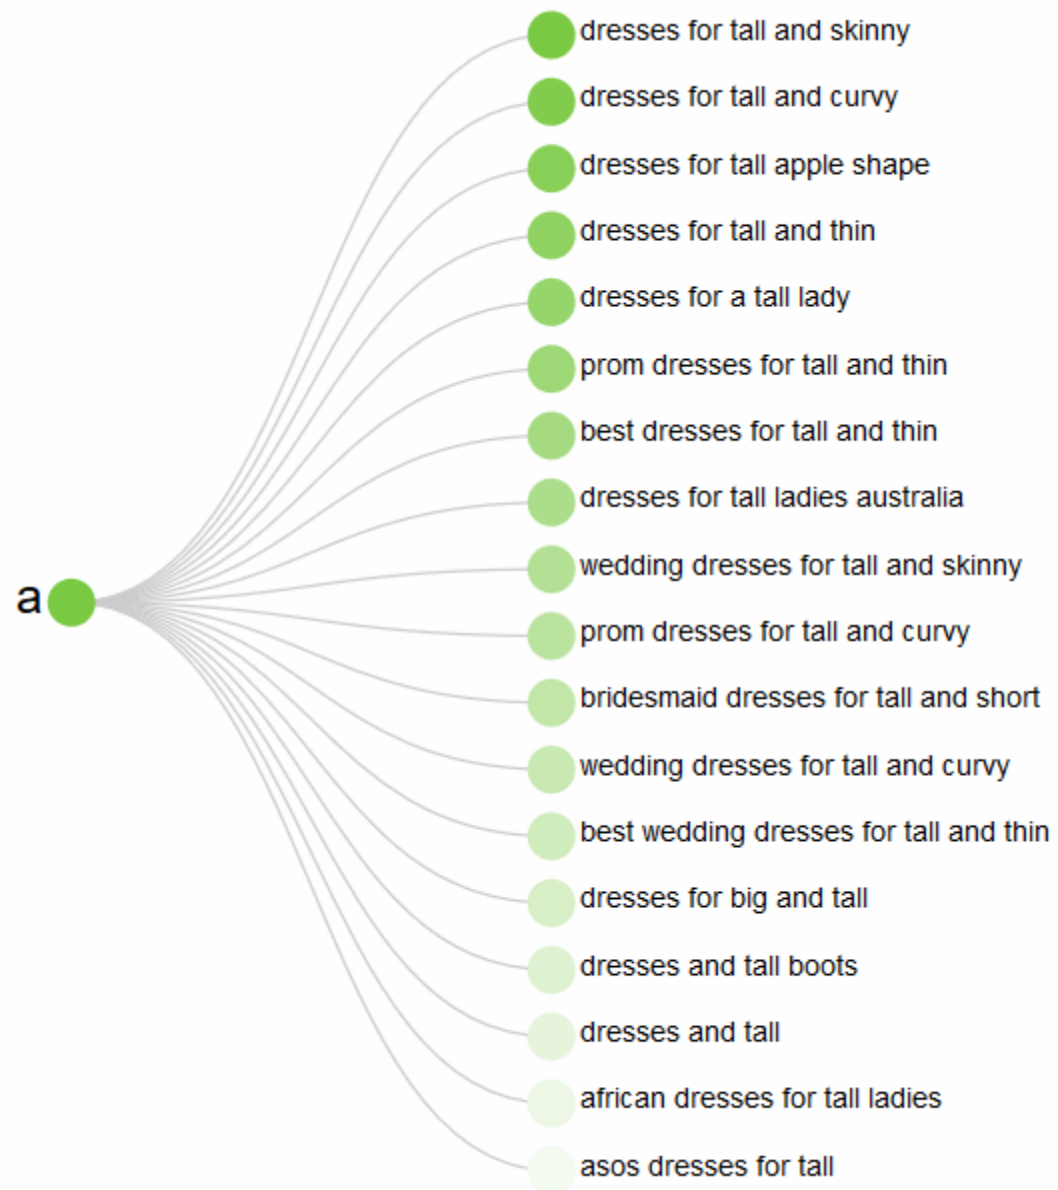 dresses for tall and skinny
dresses for tall and curvy
dresses for tall apple shape
dresses for tall and thin
dresses for a tall lady
prom dresses for tall and thin
best dresses for tall and thin
dresses for tall ladies australia
wedding dresses for tall and skinny
a
prom dresses for tall and curvy
bridesmaid dresses for tall and short
wedding dresses for tall and curvy
best wedding dresses for tall and thin
dresses for big and tall
dresses and tall boots
dresses and tall
african dresses for tall ladies
asos dresses for tall